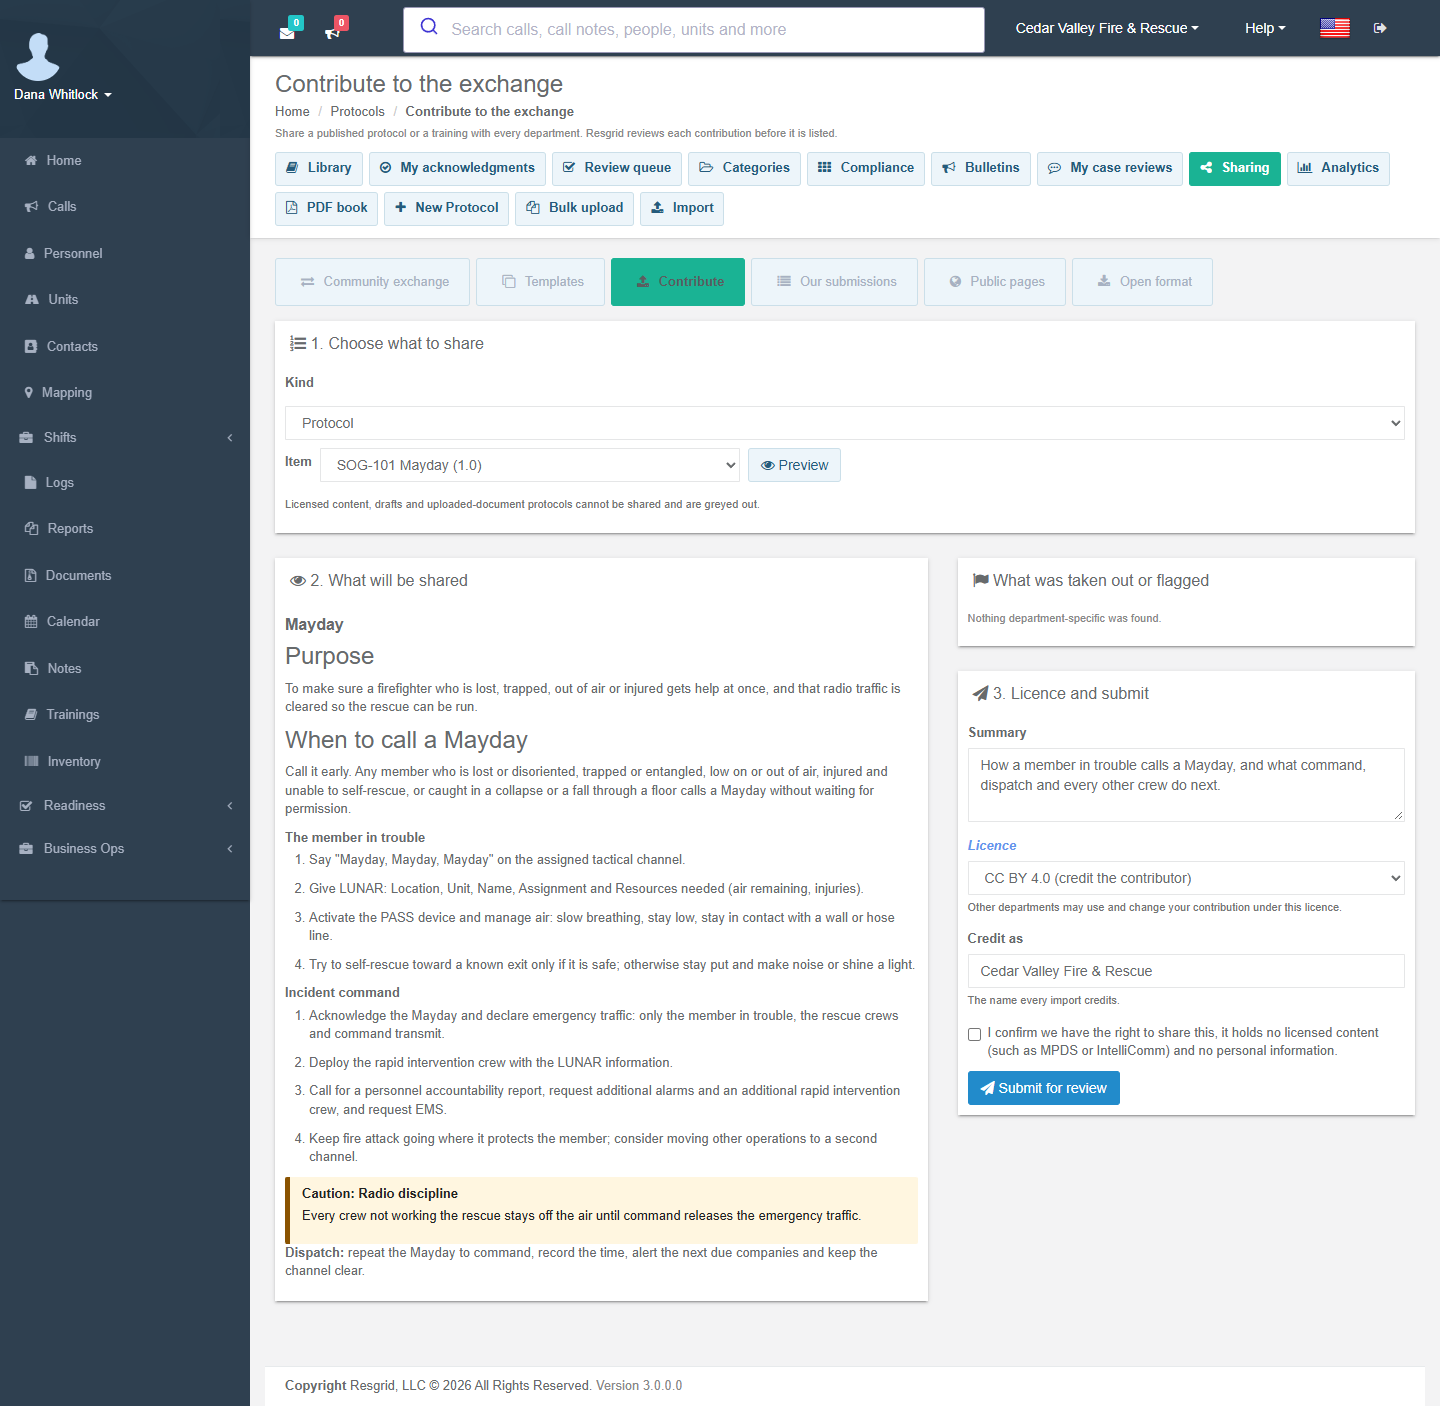 0
0
Search calls, call notes, people, units and more
Cedar Valley Fire & Rescue
Help
Dana Whitlock
Home
Calls
Personnel
Units
Contacts
Mapping
Shifts
Logs
Reports
Documents
Calendar
Notes
Trainings
Inventory
Readiness
Business Ops
Contribute to the exchange
Home / Protocols / Contribute to the exchange
Share a published protocol or a training with every department. Resgrid reviews each contribution before it is listed.
Library
My acknowledgments
Review queue
Categories
Compliance
Bulletins
My case reviews
Sharing
Analytics
PDF book
New Protocol
Bulk upload
Import
Community exchange
Templates
Contribute
Our submissions
Public pages
Open format
1. Choose what to share
Kind
Protocol
Item
SOG-101 Mayday (1.0)
Preview
Licensed content, drafts and uploaded-document protocols cannot be shared and are greyed out.
2. What will be shared
Mayday
Purpose
To make sure a firefighter who is lost, trapped, out of air or injured gets help at once, and that radio traffic is
cleared so the rescue can be run.
When to call a Mayday
Call it early. Any member who is lost or disoriented, trapped or entangled, low on or out of air, injured and
unable to self-rescue, or caught in a collapse or a fall through a floor calls a Mayday without waiting for
permission.
The member in trouble
1. Say "Mayday, Mayday, Mayday" on the assigned tactical channel.
2. Give LUNAR: Location, Unit, Name, Assignment and Resources needed (air remaining, injuries).
3. Activate the PASS device and manage air: slow breathing, stay low, stay in contact with a wall or hose
line.
4. Try to self-rescue toward a known exit only if it is safe; otherwise stay put and make noise or shine a light.
Incident command
1. Acknowledge the Mayday and declare emergency traffic: only the member in trouble, the rescue crews
and command transmit.
2. Deploy the rapid intervention crew with the LUNAR information.
3. Call for a personnel accountability report, request additional alarms and an additional rapid intervention
crew, and request EMS.
4. Keep fire attack going where it protects the member; consider moving other operations to a second
channel.
Caution: Radio discipline
Every crew not working the rescue stays off the air until command releases the emergency traffic.
Dispatch: repeat the Mayday to command, record the time, alert the next due companies and keep the
channel clear.
What was taken out or flagged
Nothing department-specific was found.
3. Licence and submit
Summary
How a member in trouble calls a Mayday, and what command,
dispatch and every other crew do next.
Licence
CC BY 4.0 (credit the contributor)
Other departments may use and change your contribution under this licence.
Credit as
Cedar Valley Fire & Rescue
The name every import credits.
I confirm we have the right to share this, it holds no licensed content
(such as MPDS or IntelliComm) and no personal information.
Submit for review
Copyright Resgrid, LLC © 2026 All Rights Reserved. Version 3.0.0.0